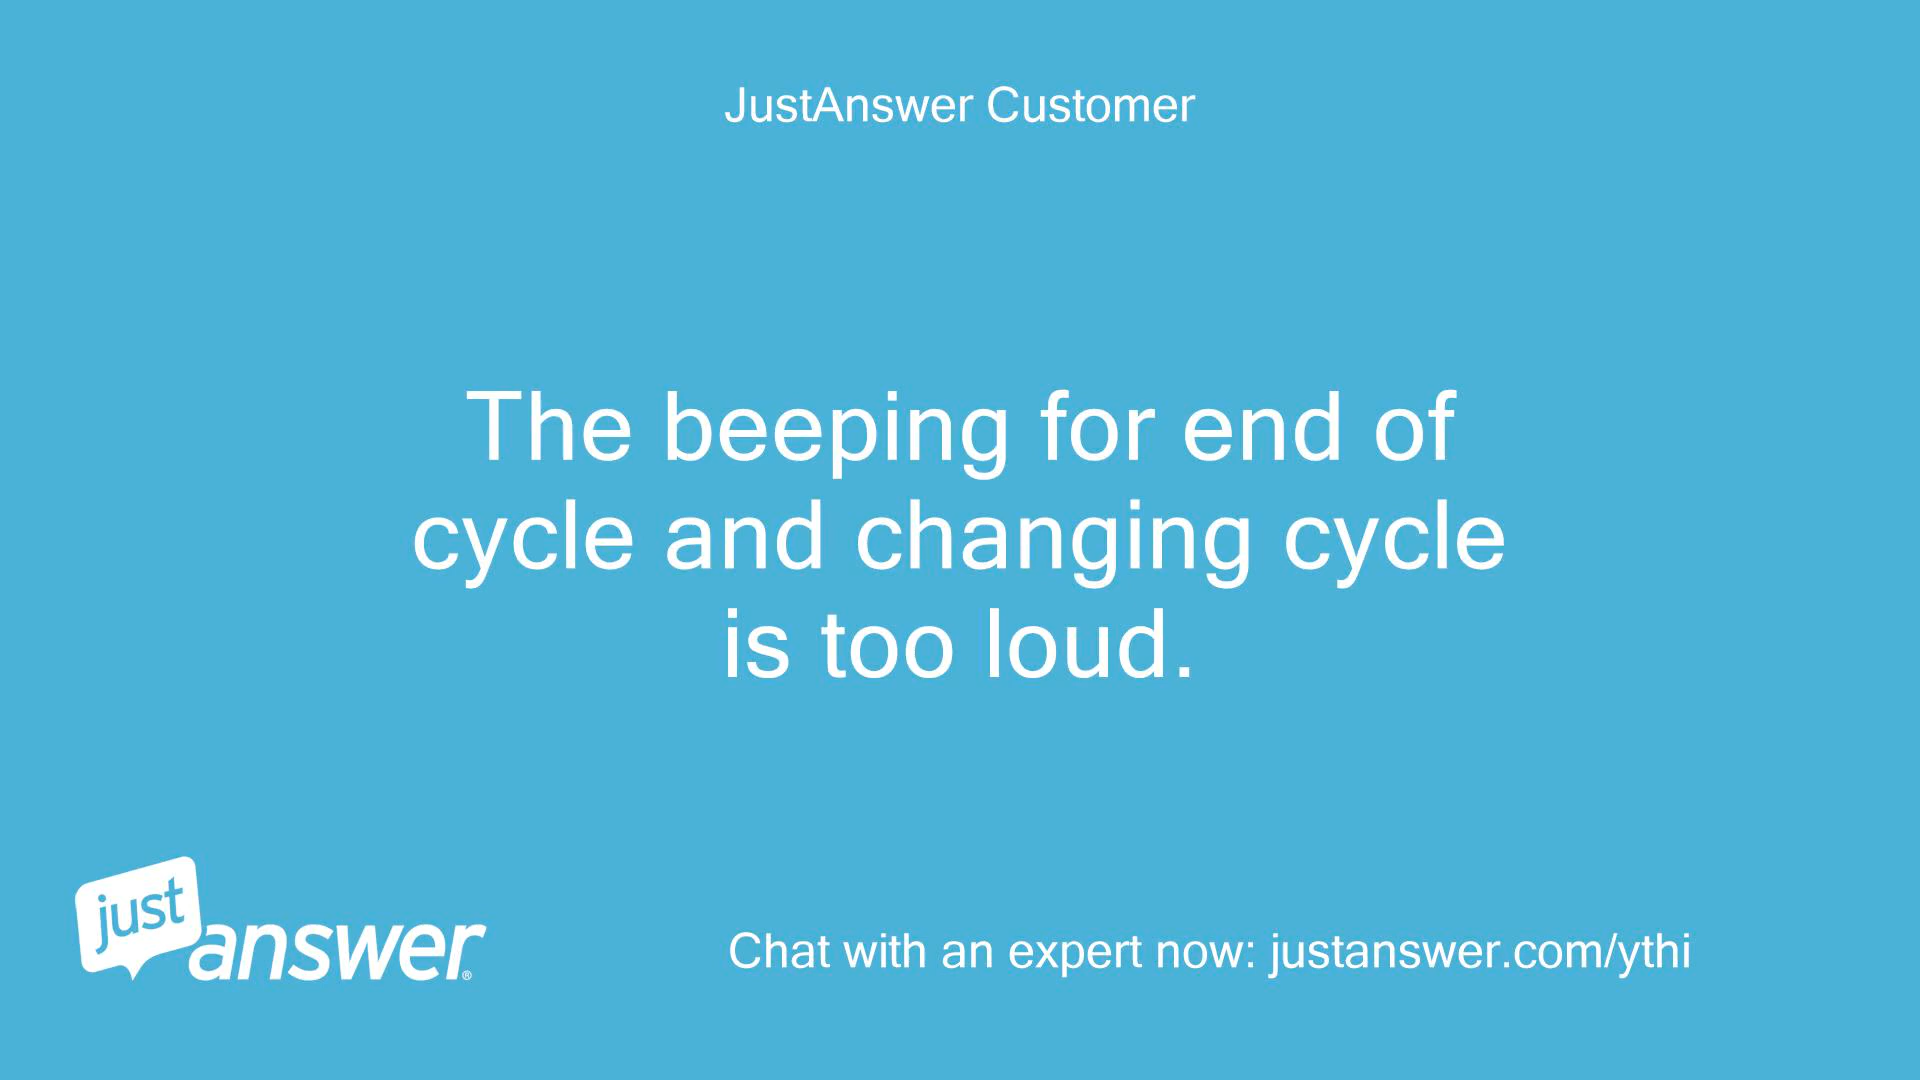 JustAnswer Customer
The beeping for end of
cycle and changing cycle
is too loud.
just
answer®
Chat with an expert now: justanswer.com/ythi